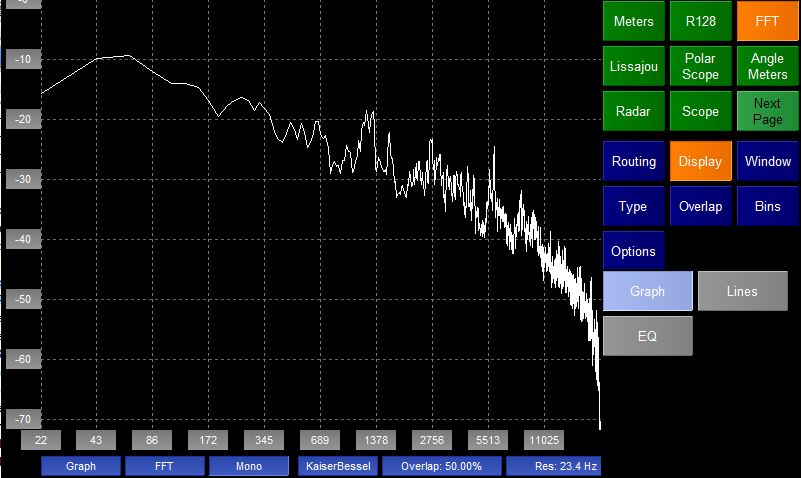 Meters R128 FFT
-10
Lissajou Polar Scope Angle Meters
Radar Scope Next Page
-20
Routing Display Window
-30
Type Overlap Bins
-40
Options
Graph Lines
-50
EQ
-60
-70
22 43 86 172 345 689 1378 2756 5513 11025
Graph FFT Mono KaiserBessel Overlap: 50.00% Res: 23.4 Hz